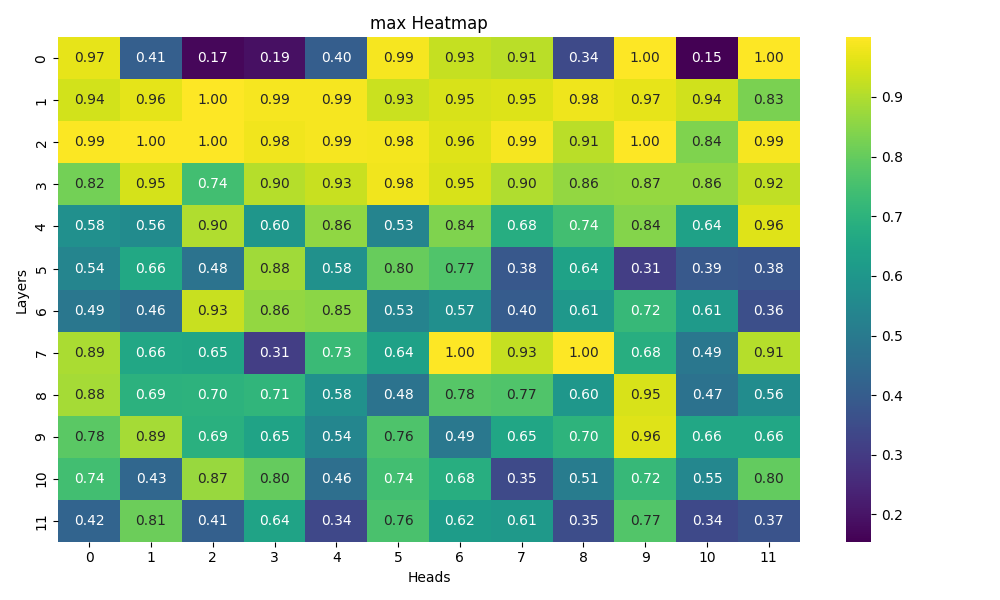 max Heatmap
0 0.97 0.41 0.17 0.19 0.40 0.99 0.93 0.91 0.34 1.00 0.15 1.00
1 0.94 0.96 1.00 0.99 0.99 0.93 0.95 0.95 0.98 0.97 0.94 0.83
2 0.99 1.00 1.00 0.98 0.99 0.98 0.96 0.99 0.91 1.00 0.84 0.99
3 0.82 0.95 0.74 0.90 0.93 0.98 0.95 0.90 0.86 0.87 0.86 0.92
4 0.58 0.56 0.90 0.60 0.86 0.53 0.84 0.68 0.74 0.84 0.64 0.96
5 0.54 0.66 0.48 0.88 0.58 0.80 0.77 0.38 0.64 0.31 0.39 0.38
6 0.49 0.46 0.93 0.86 0.85 0.53 0.57 0.40 0.61 0.72 0.61 0.36
7 0.89 0.66 0.65 0.31 0.73 0.64 1.00 0.93 1.00 0.68 0.49 0.91
8 0.88 0.69 0.70 0.71 0.58 0.48 0.78 0.77 0.60 0.95 0.47 0.56
9 0.78 0.89 0.69 0.65 0.54 0.76 0.49 0.65 0.70 0.96 0.66 0.66
10 0.74 0.43 0.87 0.80 0.46 0.74 0.68 0.35 0.51 0.72 0.55 0.80
11 0.42 0.81 0.41 0.64 0.34 0.76 0.62 0.61 0.35 0.77 0.34 0.37
0 1 2 3 4 5 6 7 8 9 10 11
Heads
Layers
0.9
0.8
0.7
0.6
0.5
0.4
0.3
0.2